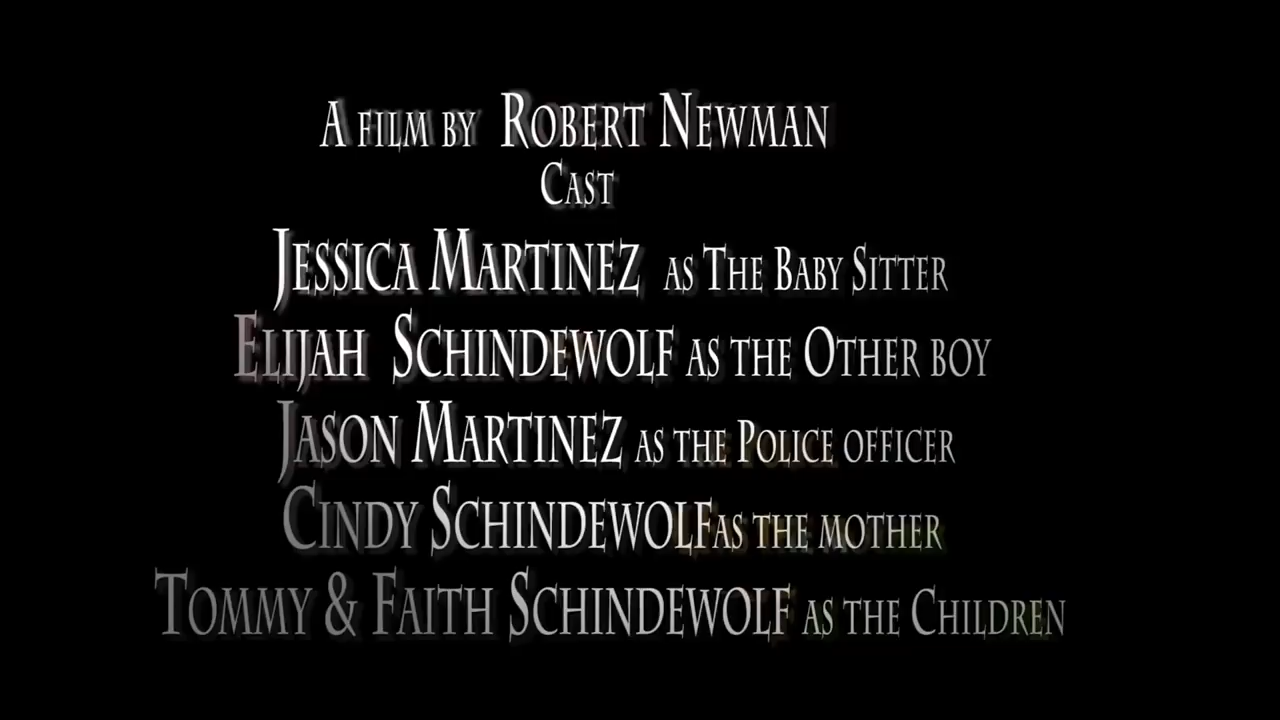 A film by Robert Newman
Cast
Jessica Martinez as The Baby Sitter
Elijah Schindewolf as the Other boy
Jason Martinez as the Police officer
Cindy Schindewolfas the mother
Tommy & Faith Schindewolf as the Children